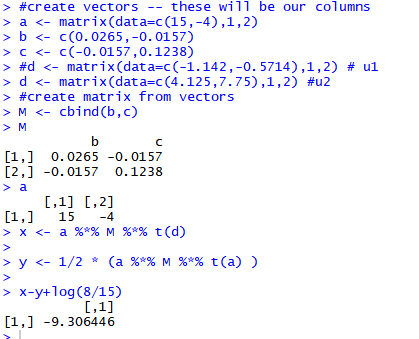 > #create vectors -- these will be our columns
> a <- matrix(data=c(15,-4),1,2)
> b <- c(0.0265,-0.0157)
> c <- c(-0.0157,0.1238)
> #d <- matrix(data=c(-1.142,-0.5714),1,2) # u1
> d <- matrix(data=c(4.125,7.75),1,2) #u2
> #create matrix from vectors
> M <- cbind(b,c)
> M
           b       c
[1,]  0.0265 -0.0157
[2,] -0.0157  0.1238
> a
     [,1] [,2]
[1,]   15   -4
> x <- a %*% M %*% t(d)
>
> y <- 1/2 * (a %*% M %*% t(a) )
>
> x-y+log(8/15)
          [,1]
[1,] -9.306446
>